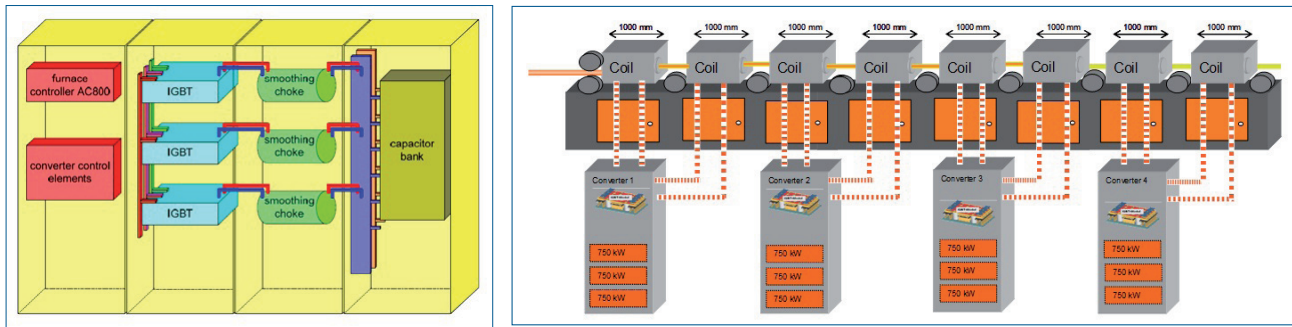 furnace
controller AC800
converter control
elements
IGBT
IGBT
IGBT
smoothing
choke
smoothing
choke
smoothing
choke
capacitor
bank
1000 mm
1000 mm
1000 mm
1000 mm
1000 mm
1000 mm
1000 mm
1000 mm
Coil
Coil
Coil
Coil
Coil
Coil
Coil
Coil
Converter 1
750 kW
750 kW
750 kW
Converter 2
750 kW
750 kW
750 kW
Converter 3
750 kW
750 kW
750 kW
Converter 4
750 kW
750 kW
750 kW